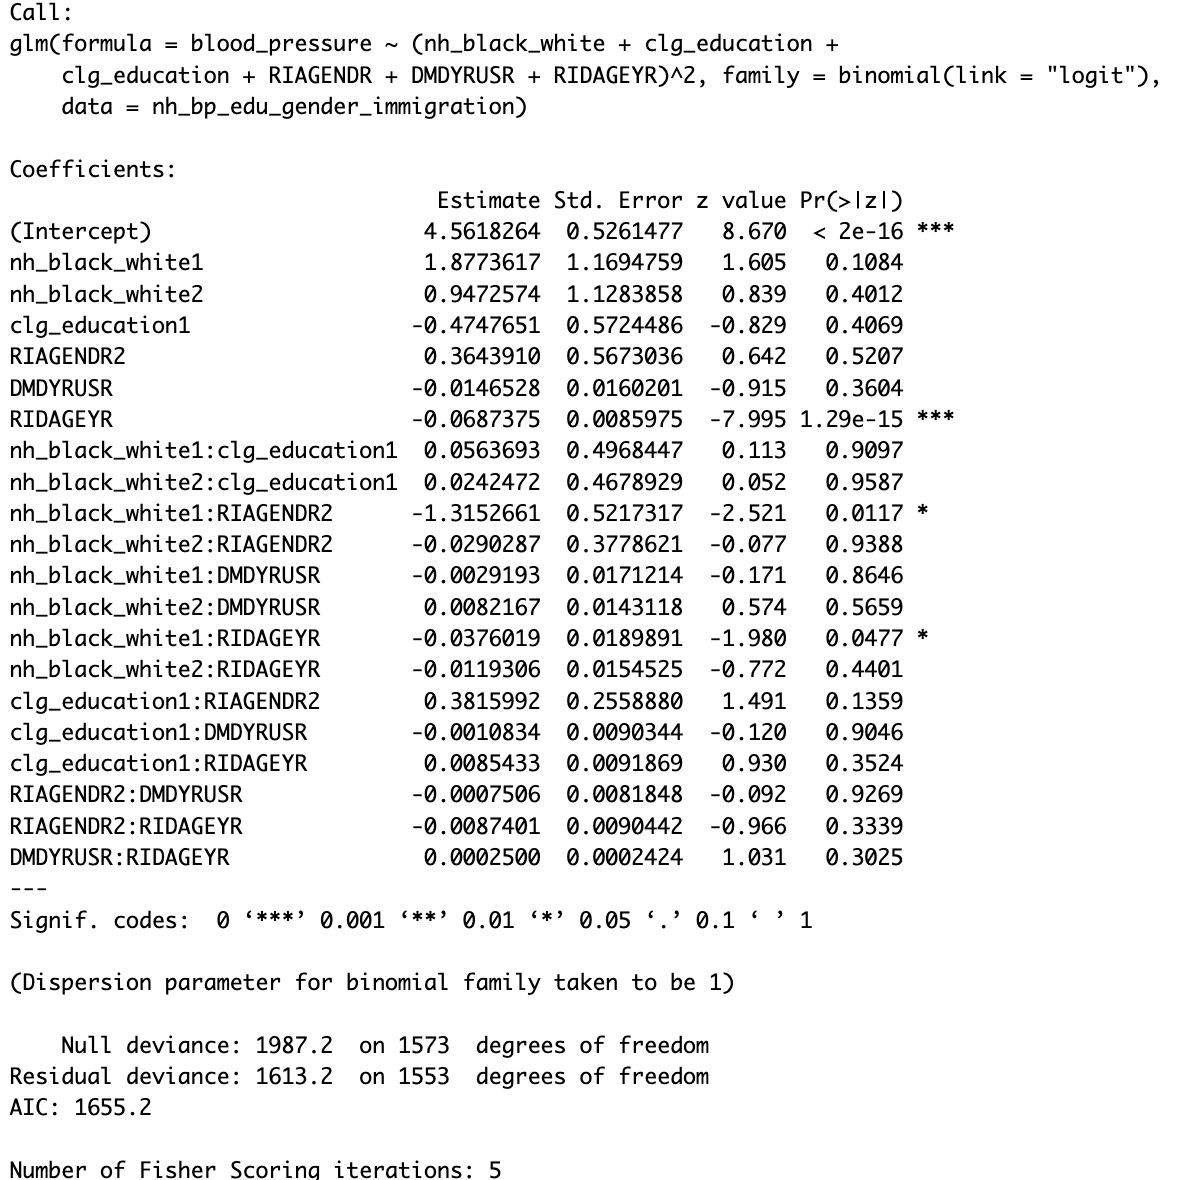 Call:
glm(formula = blood_pressure ~ (nh_black_white + clg_education +
    clg_education + RIAGENDR + DMDYRUSR + RIDAGEYR)^2, family = binomial(link = "logit"),
    data = nh_bp_edu_gender_immigration)

Coefficients:
                               Estimate Std. Error z value Pr(>|z|)
(Intercept)                   4.5618264  0.5261477   8.670  < 2e-16 ***
nh_black_white1               1.8773617  1.1694759   1.605   0.1084
nh_black_white2               0.9472574  1.1283858   0.839   0.4012
clg_education1               -0.4747651  0.5724486  -0.829   0.4069
RIAGENDR2                     0.3643910  0.5673036   0.642   0.5207
DMDYRUSR                     -0.0146528  0.0160201  -0.915   0.3604
RIDAGEYR                     -0.0687375  0.0085975  -7.995 1.29e-15 ***
nh_black_white1:clg_education1  0.0563693  0.4968447   0.113   0.9097
nh_black_white2:clg_education1  0.0242472  0.4678929   0.052   0.9587
nh_black_white1:RIAGENDR2    -1.3152661  0.5217317  -2.521   0.0117 *
nh_black_white2:RIAGENDR2    -0.0290287  0.3778621  -0.077   0.9388
nh_black_white1:DMDYRUSR     -0.0029193  0.0171214  -0.171   0.8646
nh_black_white2:DMDYRUSR      0.0082167  0.0143118   0.574   0.5659
nh_black_white1:RIDAGEYR     -0.0376019  0.0189891  -1.980   0.0477 *
nh_black_white2:RIDAGEYR     -0.0119306  0.0154525  -0.772   0.4401
clg_education1:RIAGENDR2      0.3815992  0.2558880   1.491   0.1359
clg_education1:DMDYRUSR      -0.0010834  0.0090344  -0.120   0.9046
clg_education1:RIDAGEYR       0.0085433  0.0091869   0.930   0.3524
RIAGENDR2:DMDYRUSR           -0.0007506  0.0081848  -0.092   0.9269
RIAGENDR2:RIDAGEYR           -0.0087401  0.0090442  -0.966   0.3339
DMDYRUSR:RIDAGEYR             0.0002500  0.0002424   1.031   0.3025
---
Signif. codes:  0 ‘***’ 0.001 ‘**’ 0.01 ‘*’ 0.05 ‘.’ 0.1 ‘ ’ 1

(Dispersion parameter for binomial family taken to be 1)

    Null deviance: 1987.2  on 1573  degrees of freedom
Residual deviance: 1613.2  on 1553  degrees of freedom
AIC: 1655.2

Number of Fisher Scoring iterations: 5